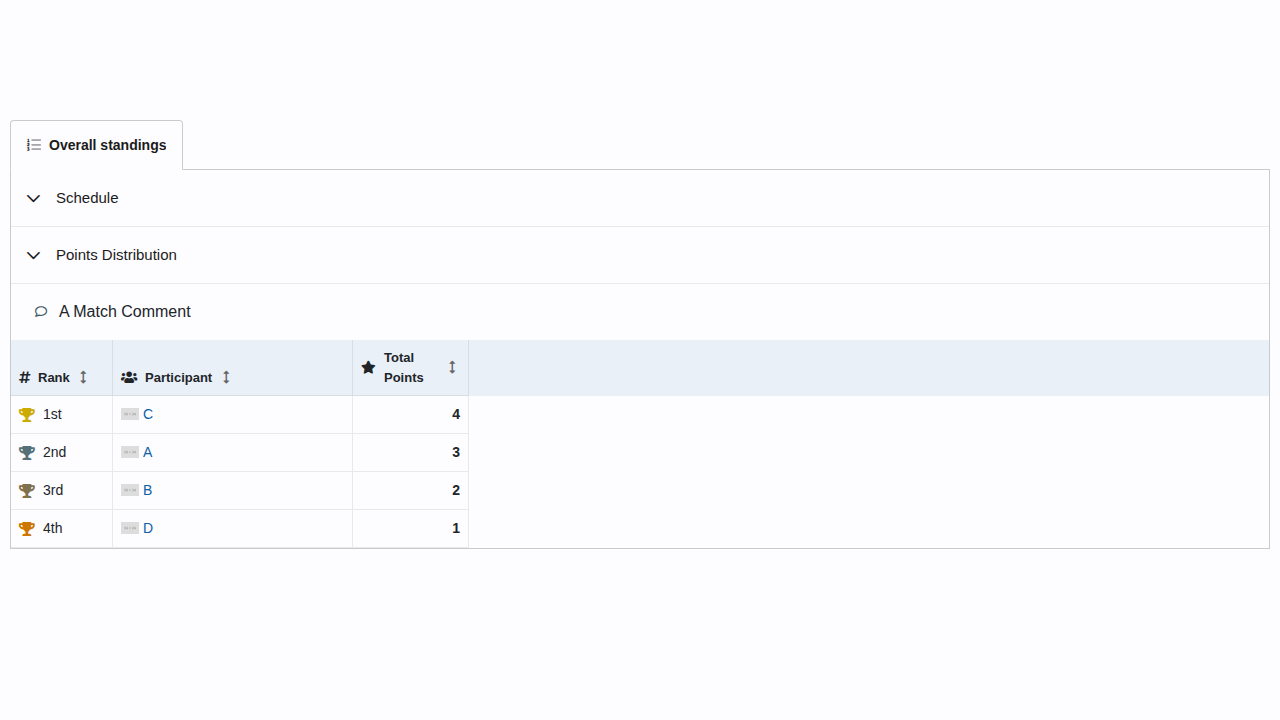 Overall standings
Schedule
Points Distribution
A Match Comment
Rank Participant Total Points
1st C 4
2nd A 3
3rd B 2
4th D 1